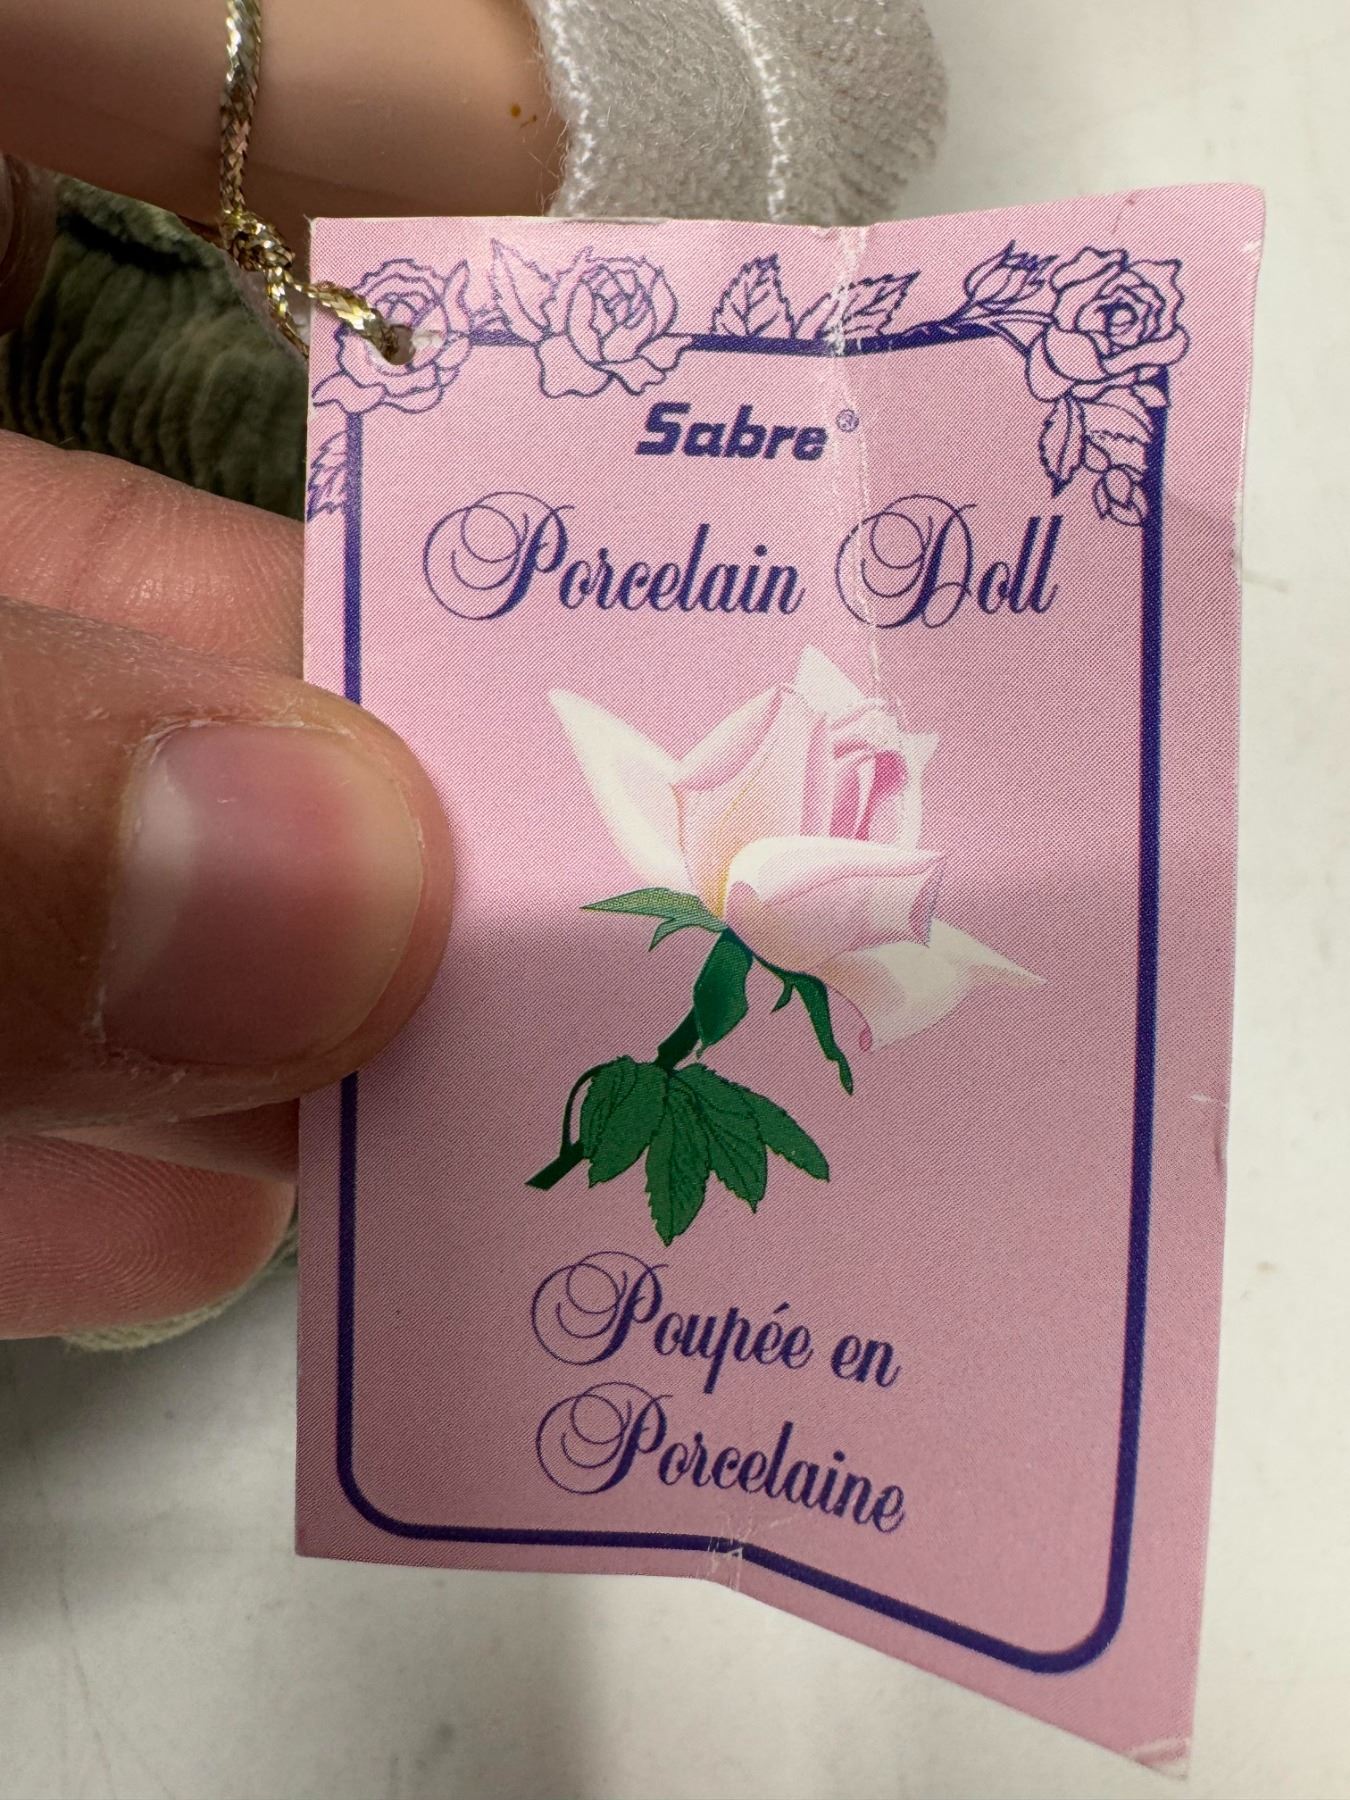 Sabre®
Porcelain Doll
Poupée en
Porcelaine